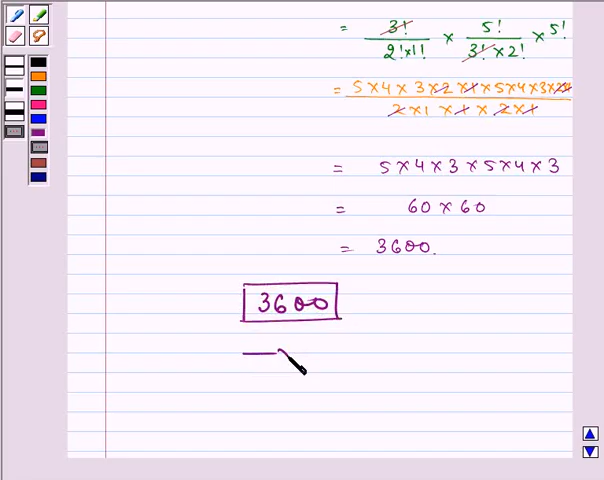 = 3! / 2!×1! × 5! / 3!×2! × 5!
= 5×4×3×2×1×5×4×3×2×1 / 2×1×1×2×1
= 5×4×3×5×4×3
= 60×60
= 3600.
3600